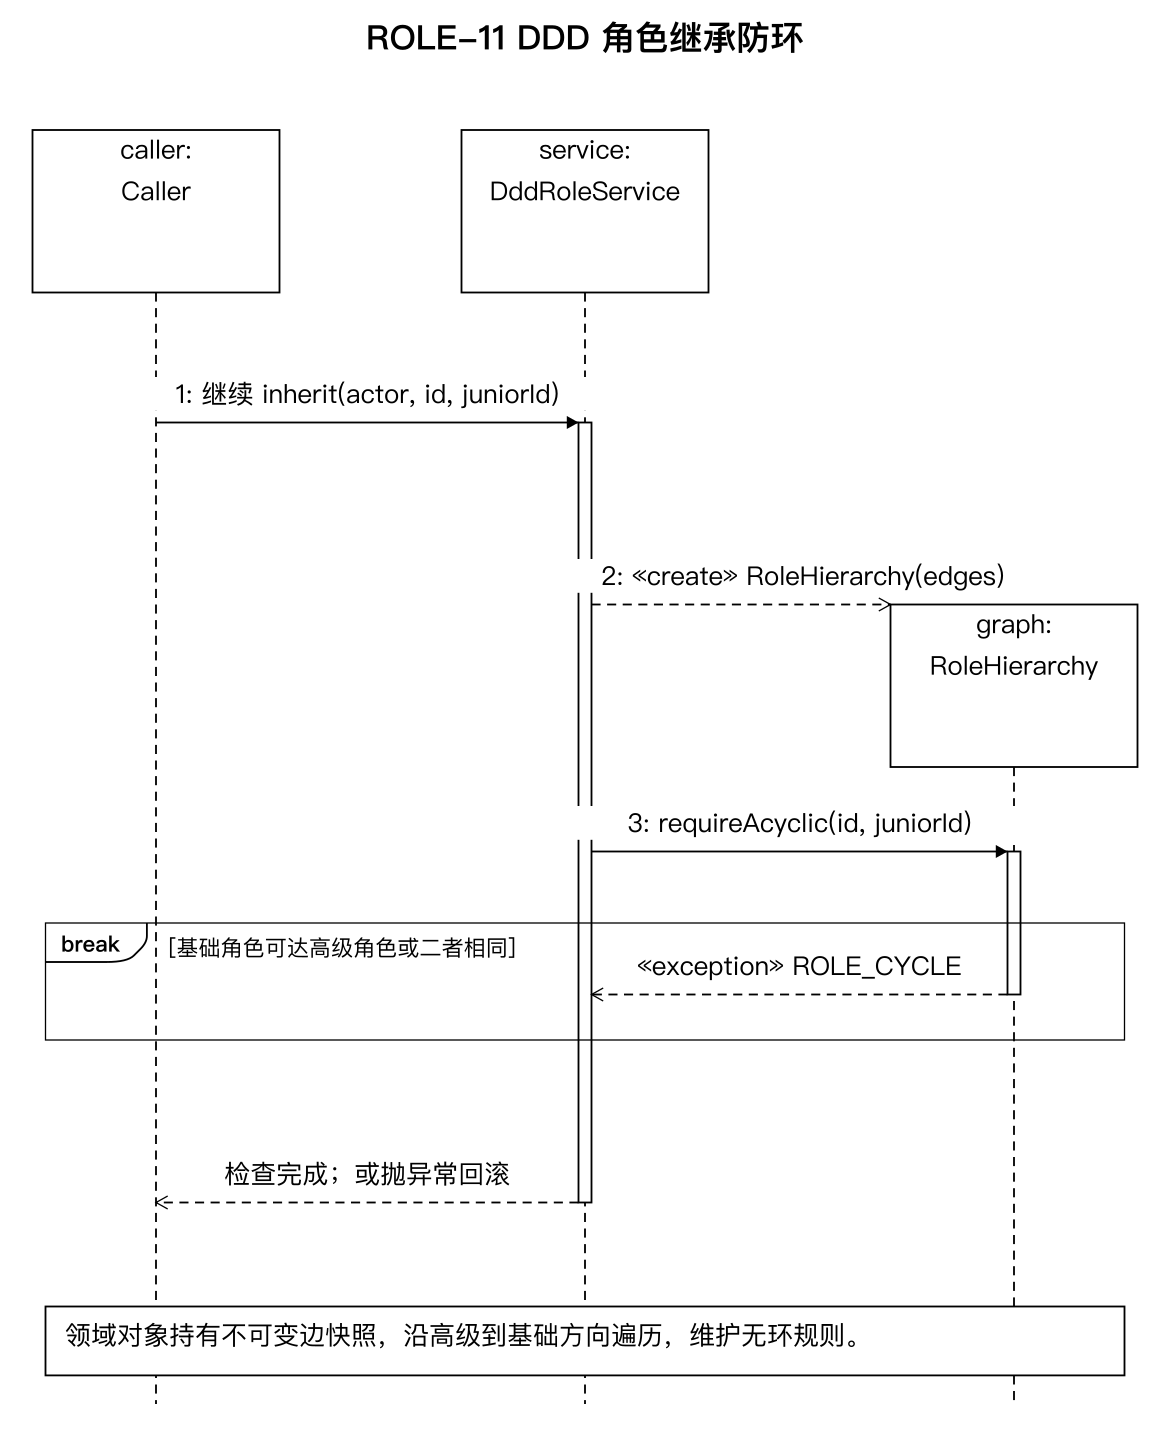 ROLE-11 DDD 角色继承防环
caller:
Caller
service:
DddRoleService
1: 继续 inherit(actor, id, juniorId)
2: «create» RoleHierarchy(edges)
graph:
RoleHierarchy
3: requireAcyclic(id, juniorId)
break
[基础角色可达高级角色或二者相同]
«exception» ROLE_CYCLE
检查完成；或抛异常回滚
领域对象持有不可变边快照，沿高级到基础方向遍历，维护无环规则。